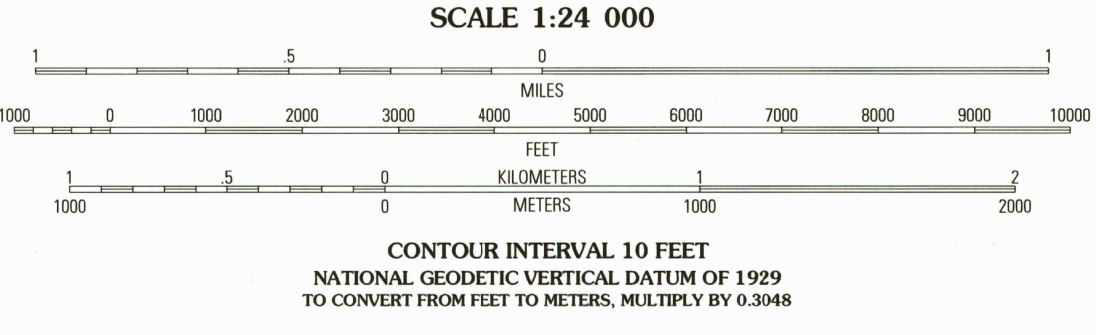 SCALE 1:24 000
1 .5 0 1
MILES
1000 0 1000 2000 3000 4000 5000 6000 7000 8000 9000 10000
FEET
1 .5 0 KILOMETERS 1 2
1000 0 METERS 1000 2000
CONTOUR INTERVAL 10 FEET
NATIONAL GEODETIC VERTICAL DATUM OF 1929
TO CONVERT FROM FEET TO METERS, MULTIPLY BY 0.3048